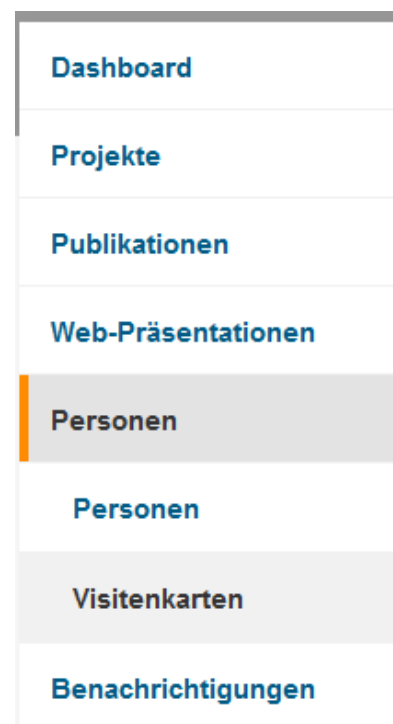 Dashboard
Projekte
Publikationen
Web-Präsentationen
Personen
Personen
Visitenkarten
Benachrichtigungen